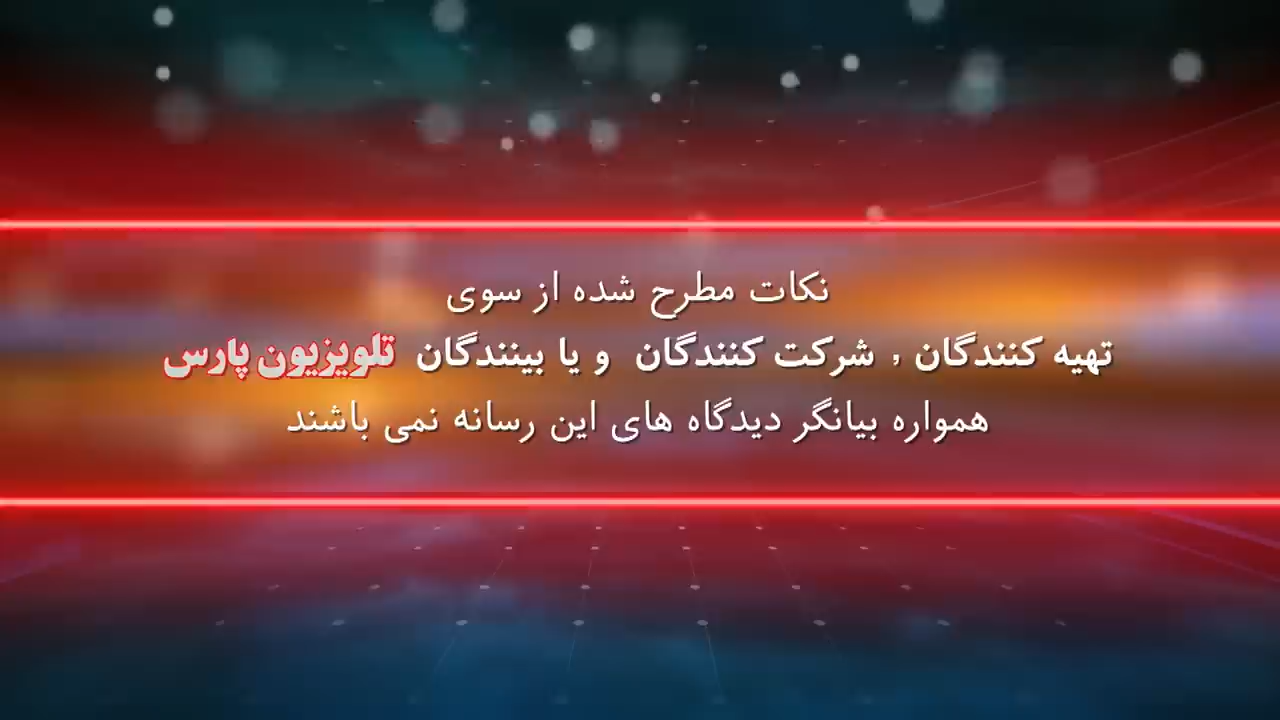 نکات مطرح شده از سوی
تهیه کنندگان , شرکت کنندگان و یا بینندگان تلویزیون پارس
همواره بیانگر دیدگاه های این رسانه نمی باشند